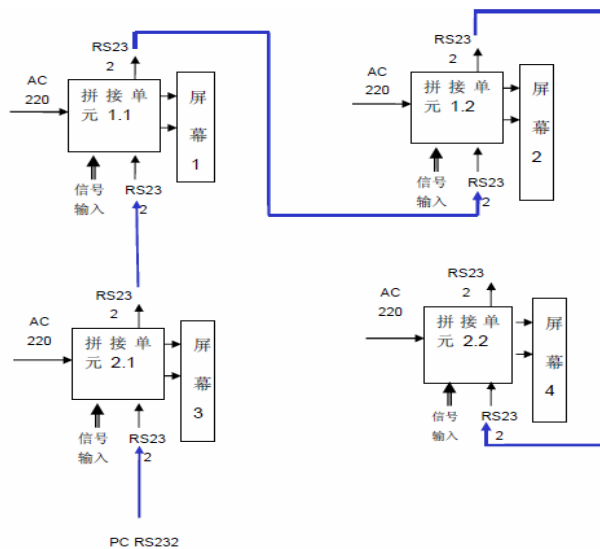 RS23
2
AC
220
拼接单
元 1.1
屏
幕
1
信号
输入
RS23
2
RS23
2
AC
220
拼接单
元 1.2
屏
幕
2
信号
输入
RS23
2
RS23
2
AC
220
拼接单
元 2.1
屏
幕
3
信号
输入
RS23
2
PC RS232
RS23
2
AC
220
拼接单
元 2.2
屏
幕
4
信号
输入
RS23
2